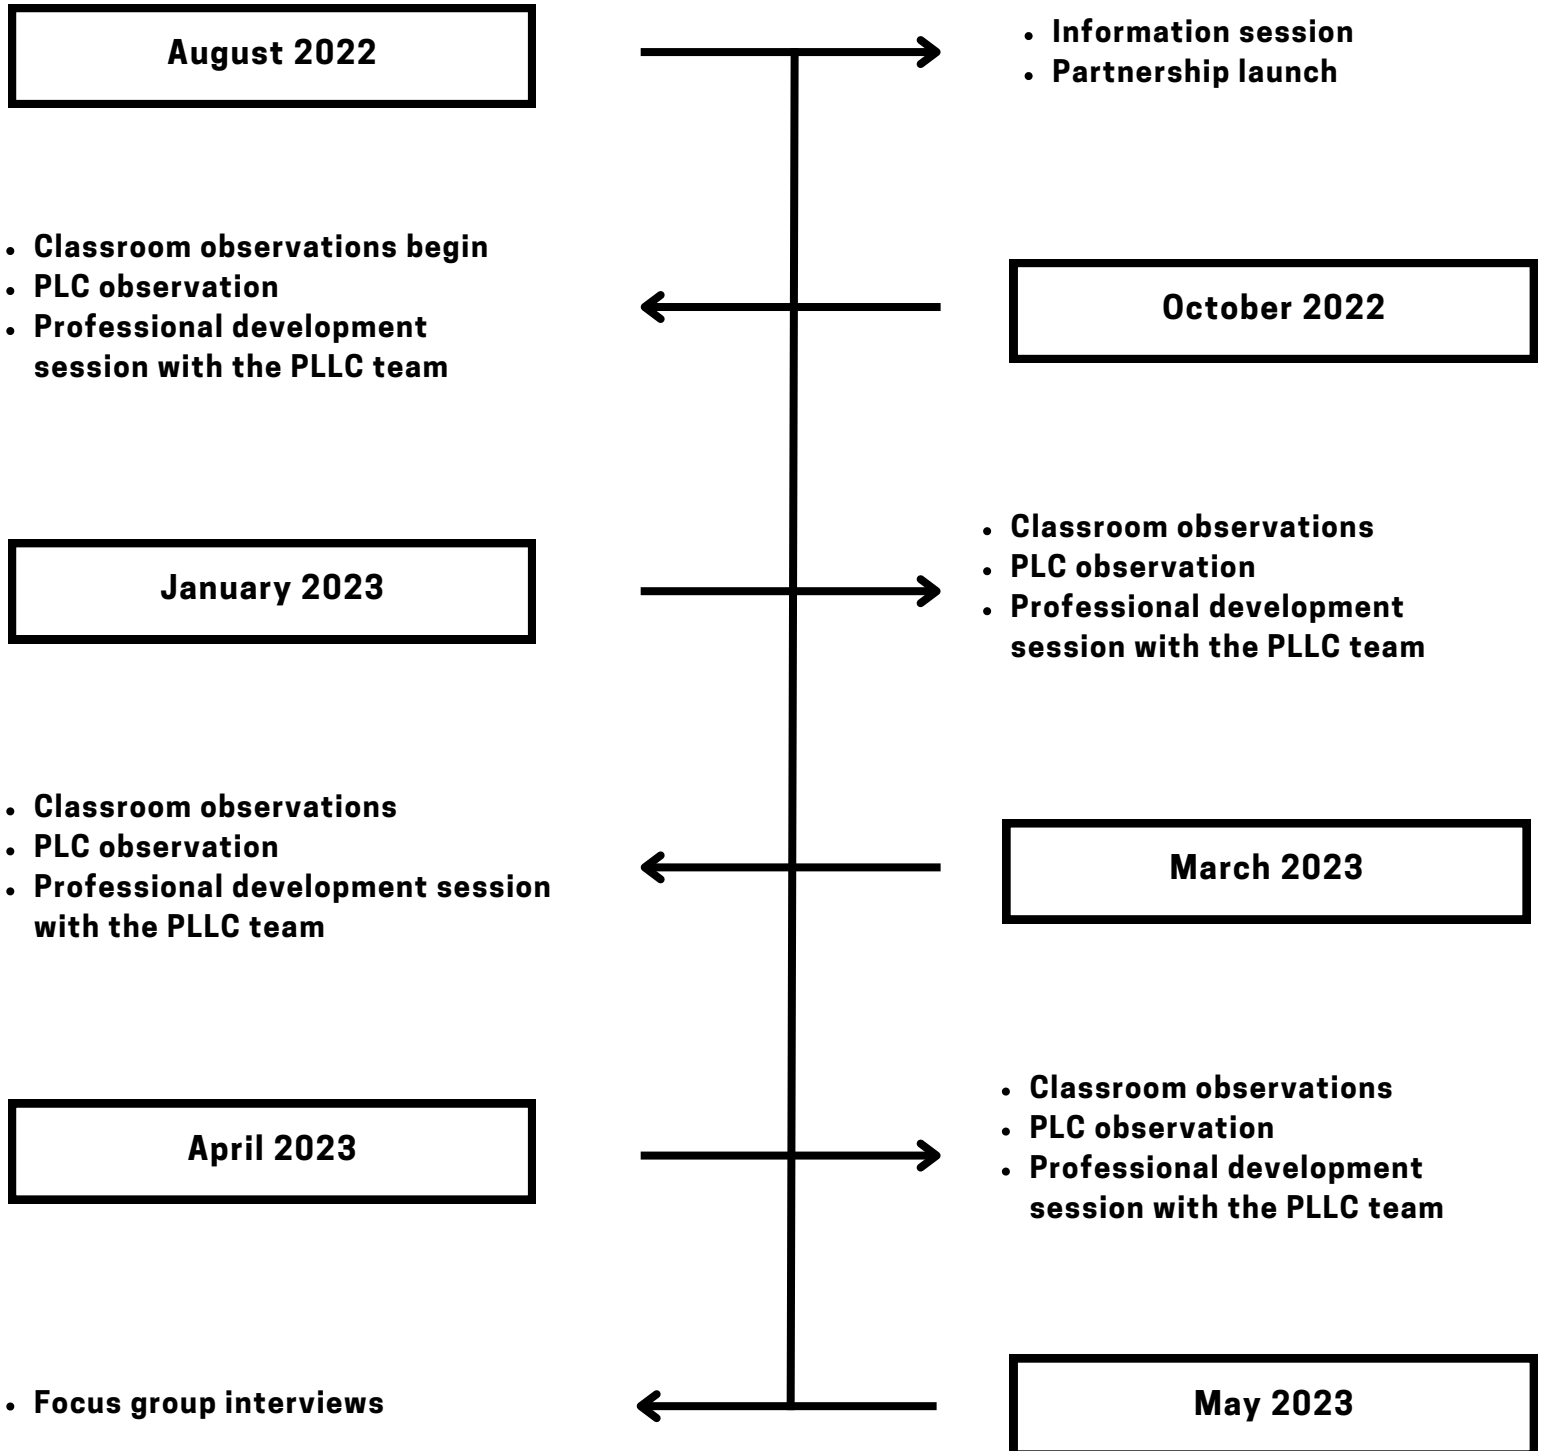 August 2022
• Information session
• Partnership launch
• Classroom observations begin
• PLC observation
• Professional development
session with the PLLC team
October 2022
January 2023
• Classroom observations
• PLC observation
• Professional development
session with the PLLC team
• Classroom observations
• PLC observation
• Professional development session
with the PLLC team
March 2023
April 2023
• Classroom observations
• PLC observation
• Professional development
session with the PLLC team
• Focus group interviews
May 2023